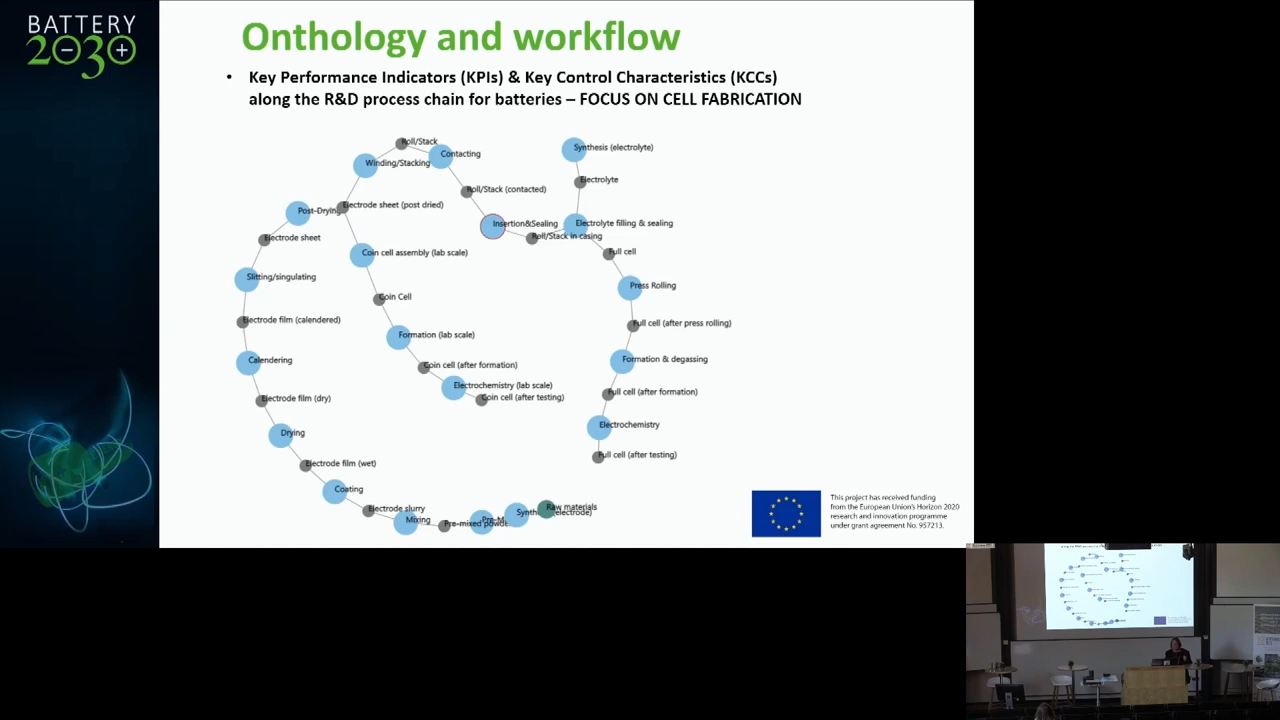 BATTERY
2030+
Onthology and workflow
• Key Performance Indicators (KPIs) & Key Control Characteristics (KCCs)
along the R&D process chain for batteries – FOCUS ON CELL FABRICATION
Roll/Stack
Contacting
Winding/Stacking
Synthesis (electrolyte)
Electrolyte
Roll/Stack (contacted)
Electrode sheet (post dried)
Post-Drying
Insertion&Sealing
Electrolyte filling & sealing
Roll/Stack in casing
Electrode sheet
Coin cell assembly (lab scale)
Full cell
Slitting/singulating
Press Rolling
Coin Cell
Electrode film (calendered)
Full cell (after press rolling)
Formation (lab scale)
Calendering
Formation & degassing
Coin cell (after formation)
Electrochemistry (lab scale)
Coin cell (after testing)
Full cell (after formation)
Electrode film (dry)
Drying
Electrochemistry
Electrode film (wet)
Full cell (after testing)
Coating
Electrode slurry
Mixing
Pre-mixed
Raw materials
This project has received funding
from the European Union's Horizon 2020
research and innovation programme
under grant agreement No. 957213.